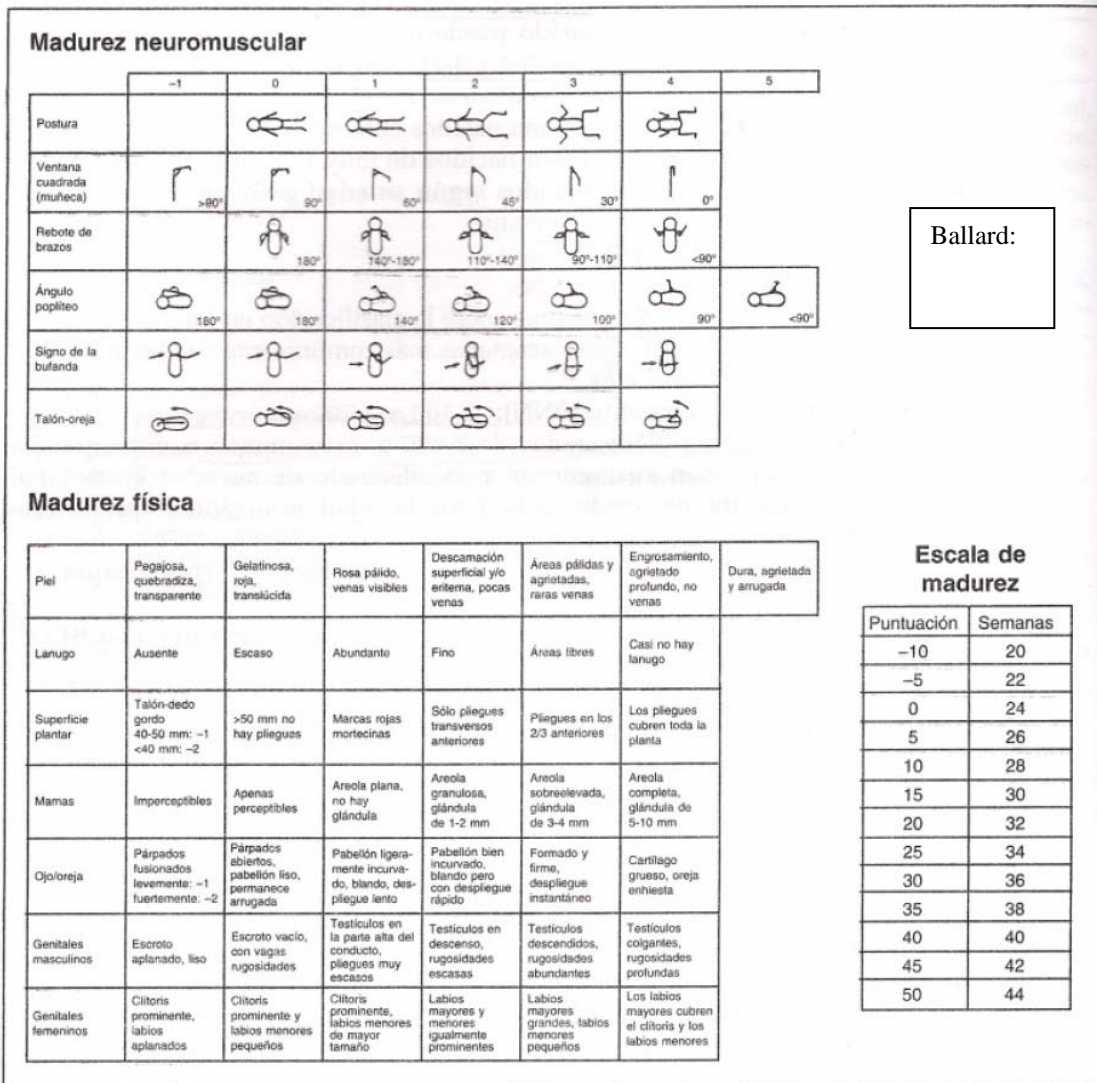 Madurez neuromuscular
−1 0 1 2 3 4 5
Postura
Ventana
cuadrada
(muñeca)
>90° 90° 60° 45° 30° 0°
Rebote de
brazos
180° 140°-180° 110°-140° 90°-110° <90°
Ángulo
poplíteo
180° 180° 140° 120° 100° 90° <90°
Signo de la
bufanda
Talón-oreja
Ballard:
Madurez física
Piel
Pegajosa,
quebradiza,
transparente
Gelatinosa,
roja,
translúcida
Rosa pálido,
venas visibles
Descamación
superficial y/o
eritema, pocas
venas
Áreas pálidas y
agrietadas,
raras venas
Engrosamiento,
agrietado
profundo, no
venas
Dura, agrietada
y arrugada
Lanugo
Ausente
Escaso
Abundante
Fino
Áreas libres
Casi no hay
lanugo
Superficie
plantar
Talón-dedo
gordo
40-50 mm: −1
<40 mm: −2
>50 mm no
hay pliegues
Marcas rojas
mortecinas
Sólo pliegues
transversos
anteriores
Pliegues en los
2/3 anteriores
Los pliegues
cubren toda la
planta
Mamas
Imperceptibles
Apenas
perceptibles
Areola plana,
no hay
glándula
Areola
granulosa,
glándula
de 1-2 mm
Areola
sobreelevada,
glándula
de 3-4 mm
Areola
completa,
glándula de
5-10 mm
Ojo/oreja
Párpados
fusionados
levemente: −1
fuertemente: −2
Párpados
abiertos,
pabellón liso,
permanece
arrugada
Pabellón ligera-
mente incurva-
do, blando, des-
pliegue lento
Pabellón bien
incurvado,
blando pero
con despliegue
rápido
Formado y
firme,
despliegue
instantáneo
Cartílago
grueso, oreja
enhiesta
Genitales
masculinos
Escroto
aplanado, liso
Escroto vacío,
con vagas
rugosidades
Testículos en
la parte alta del
conducto,
pliegues muy
escasos
Testículos en
descenso,
rugosidades
escasas
Testículos
descendidos,
rugosidades
abundantes
Testículos
colgantes,
rugosidades
profundas
Genitales
femeninos
Clítoris
prominente,
labios
aplanados
Clítoris
prominente y
labios menores
pequeños
Clítoris
prominente,
labios menores
de mayor
tamaño
Labios
mayores y
menores
igualmente
prominentes
Labios
mayores
grandes, labios
menores
pequeños
Los labios
mayores cubren
el clítoris y los
labios menores
Escala de
madurez
Puntuación Semanas
−10 20
−5 22
0 24
5 26
10 28
15 30
20 32
25 34
30 36
35 38
40 40
45 42
50 44